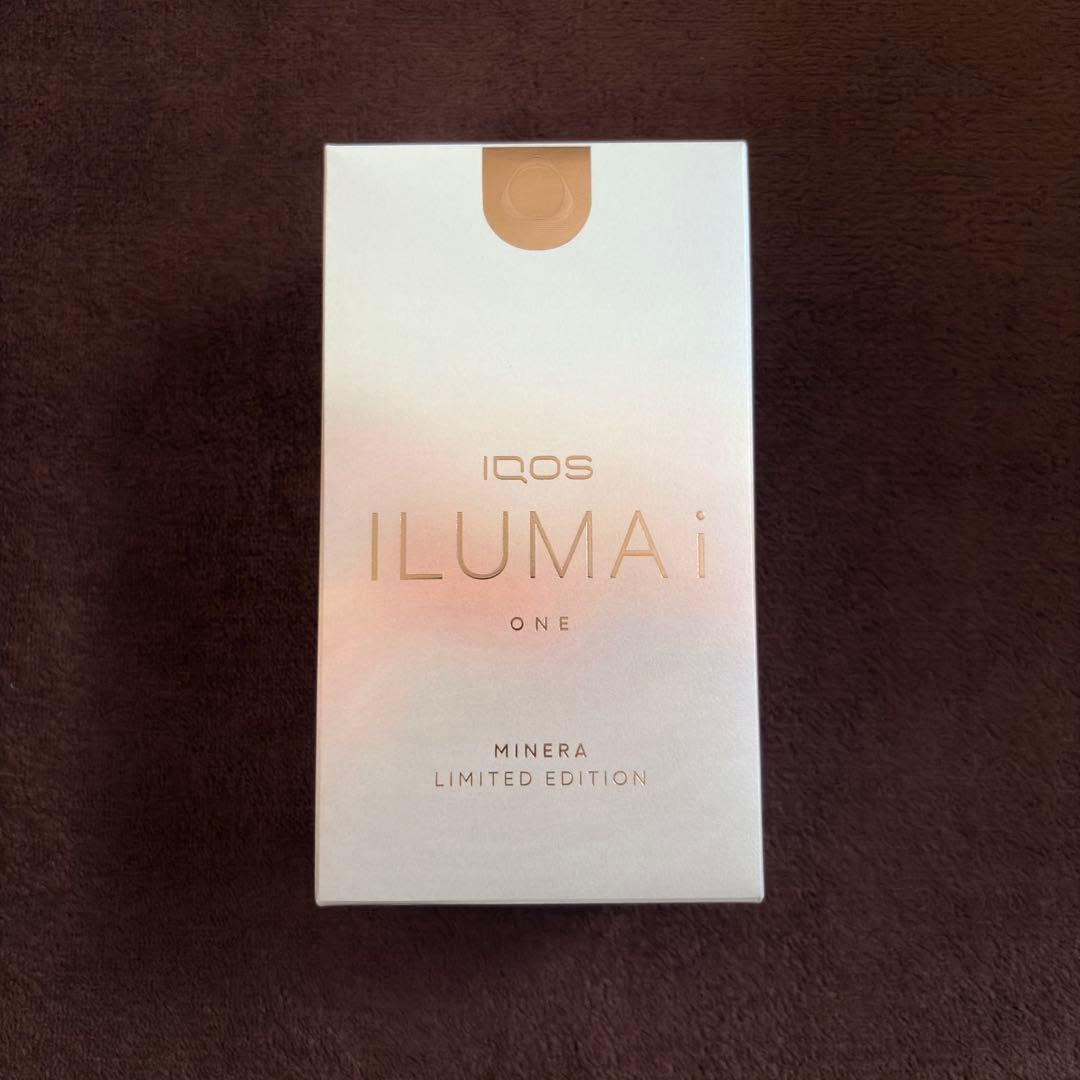 IQOS
ILUMA i
ONE
MINERA
LIMITED EDITION